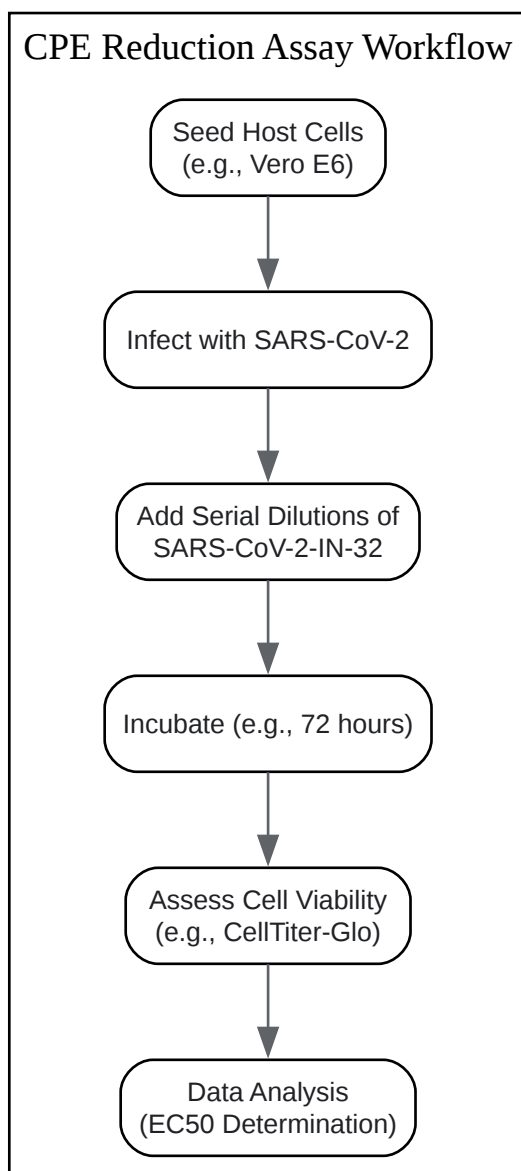 CPE Reduction Assay Workflow
Seed Host Cells
(e.g., Vero E6)
Infect with SARS-CoV-2
Add Serial Dilutions of
SARS-CoV-2-IN-32
Incubate (e.g., 72 hours)
Assess Cell Viability
(e.g., CellTiter-Glo)
Data Analysis
(EC50 Determination)